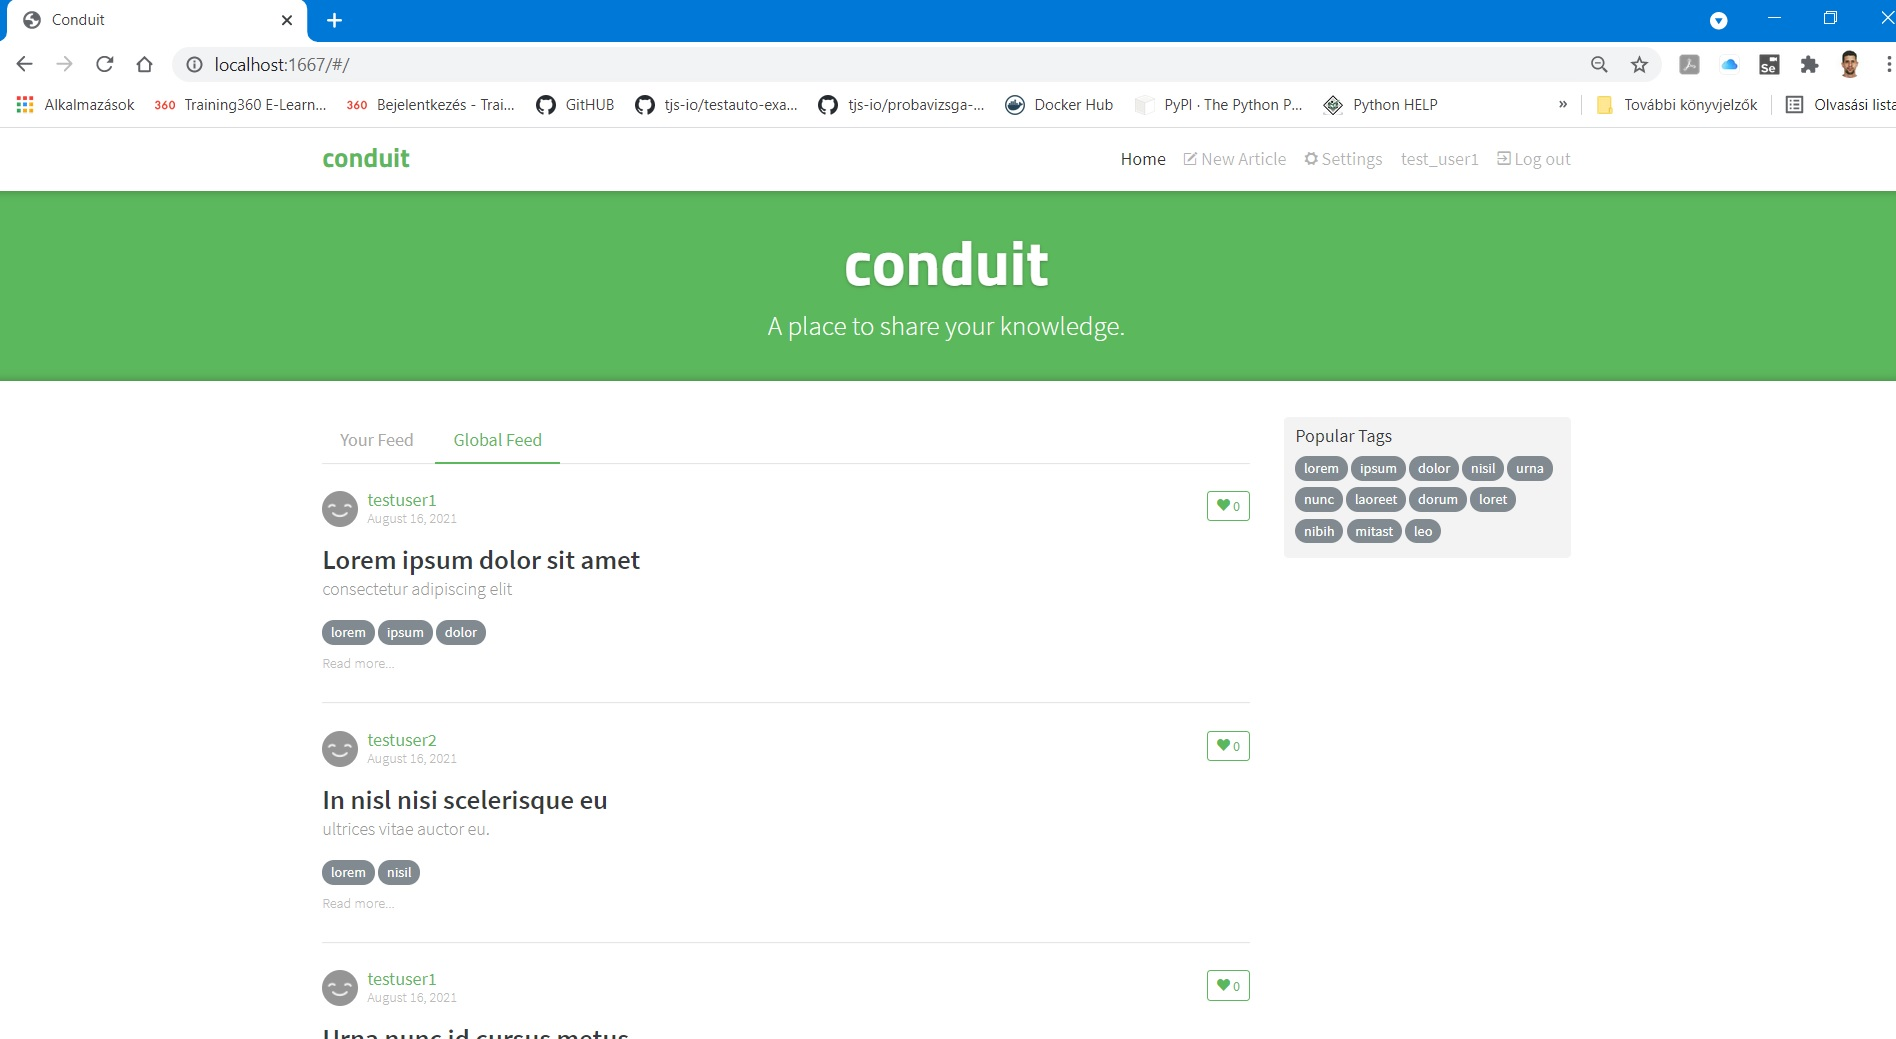 Conduit
localhost:1667/#/
Alkalmazások 360 Training360 E-Learn... 360 Bejelentkezés - Trai... GitHUB tjs-io/testauto-exa... tjs-io/probavizsga-... Docker Hub PyPI · The Python P... Python HELP » További könyvjelzők Olvasási lista
conduit Home New Article Settings test_user1 Log out
conduit
A place to share your knowledge.
Your Feed Global Feed
testuser1
August 16, 2021
0
Lorem ipsum dolor sit amet
consectetur adipiscing elit
lorem ipsum dolor
Read more...
testuser2
August 16, 2021
0
In nisl nisi scelerisque eu
ultrices vitae auctor eu.
lorem nisil
Read more...
testuser1
August 16, 2021
0
Urna nunc id cursus metus
Popular Tags
lorem ipsum dolor nisil urna
nunc laoreet dorum loret
nibih mitast leo